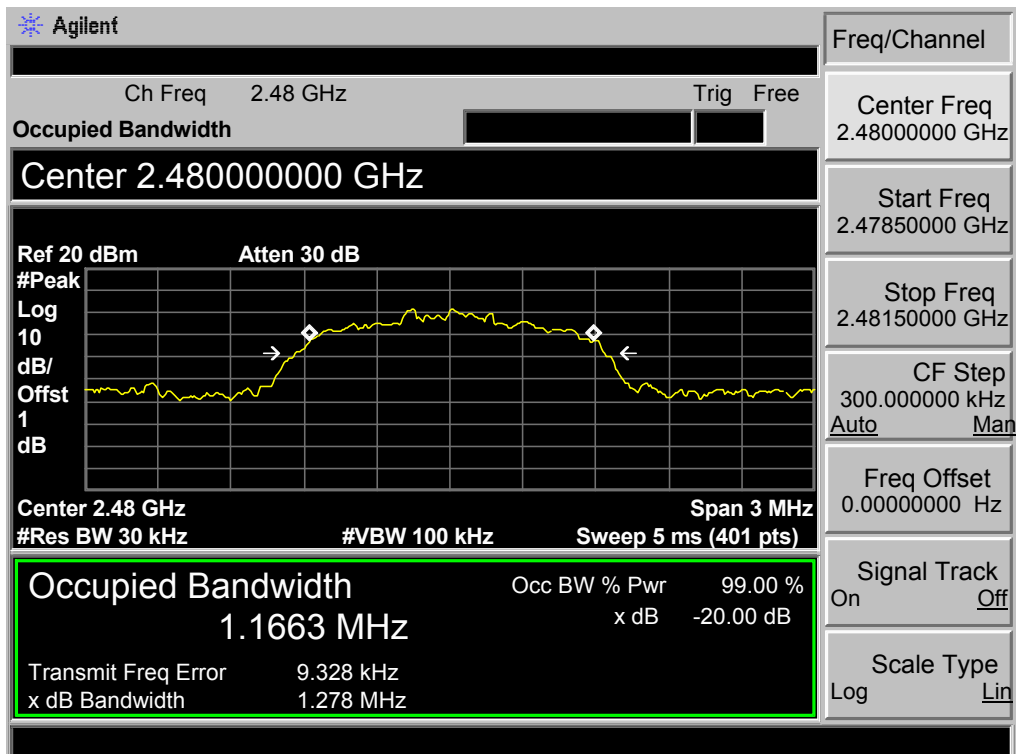 Agilent
Ch Freq 2.48 GHz Trig Free
Occupied Bandwidth
Center 2.480000000 GHz
Ref 20 dBm Atten 30 dB
#Peak
Log
10
dB/
Offst
1
dB
Center 2.48 GHz Span 3 MHz
#Res BW 30 kHz #VBW 100 kHz Sweep 5 ms (401 pts)
Occupied Bandwidth Occ BW % Pwr 99.00 %
1.1663 MHz x dB -20.00 dB
Transmit Freq Error 9.328 kHz
x dB Bandwidth 1.278 MHz
Freq/Channel
Center Freq
2.48000000 GHz
Start Freq
2.47850000 GHz
Stop Freq
2.48150000 GHz
CF Step
300.000000 kHz
Auto Man
Freq Offset
0.00000000 Hz
Signal Track
On Off
Scale Type
Log Lin